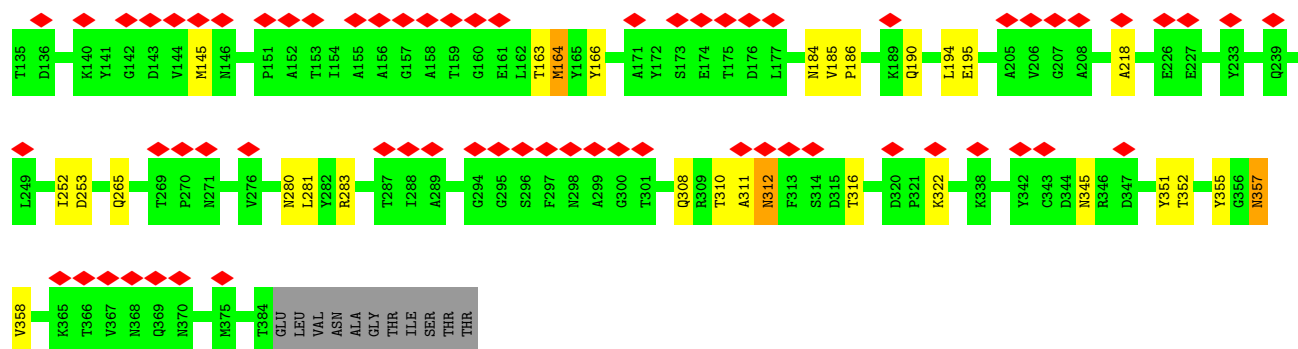 T135 D136 K140 Y141 G142 D143 V144 M145 N146 P151 A152 T153 I154 A155 A156 G157 A158 T159 G160 E161 L162 T163 M164 Y165 Y166 A171 Y172 S173 E174 T175 D176 L177 N184 V185 P186 K189 Q190 L194 E195 A205 V206 G207 A208 A218 E226 E227 Y233 Q239
L249 I252 D253 Q265 T269 P270 N271 V276 N280 L281 Y282 R283 T287 I288 A289 G294 G295 S296 F297 N298 A299 G300 T301 Q308 R309 T310 A311 N312 F313 S314 D315 T316 D320 P321 K322 K338 Y342 C343 D344 N345 R346 D347 Y351 T352 Y355 G356 N357
V358 K365 T366 V367 N368 Q369 N370 M375 T384 GLU LEU VAL ASN ALA GLY THR ILE SER THR THR